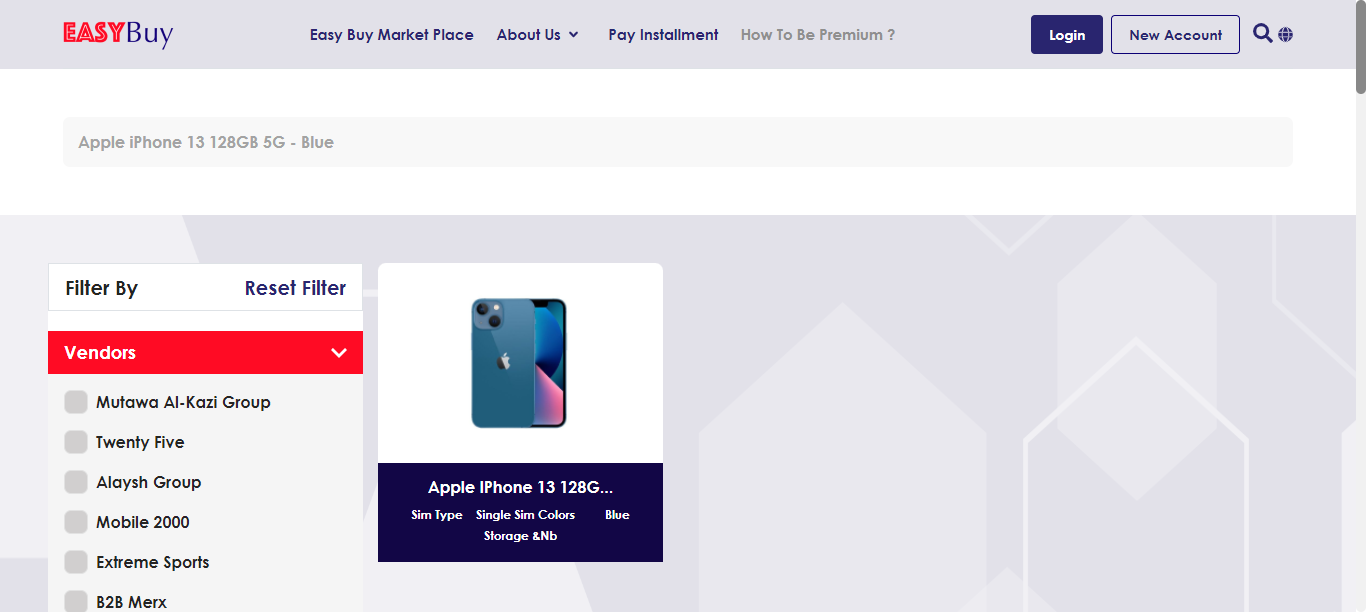 EASYBuy
Easy Buy Market Place
About Us
Pay Installment
How To Be Premium ?
Login
New Account
Apple iPhone 13 128GB 5G - Blue
Filter By
Reset Filter
Vendors
Mutawa Al-Kazi Group
Twenty Five
Alaysh Group
Mobile 2000
Extreme Sports
B2B Merx
Apple IPhone 13 128G...
Sim Type Single Sim Colors Blue
Storage &Nb